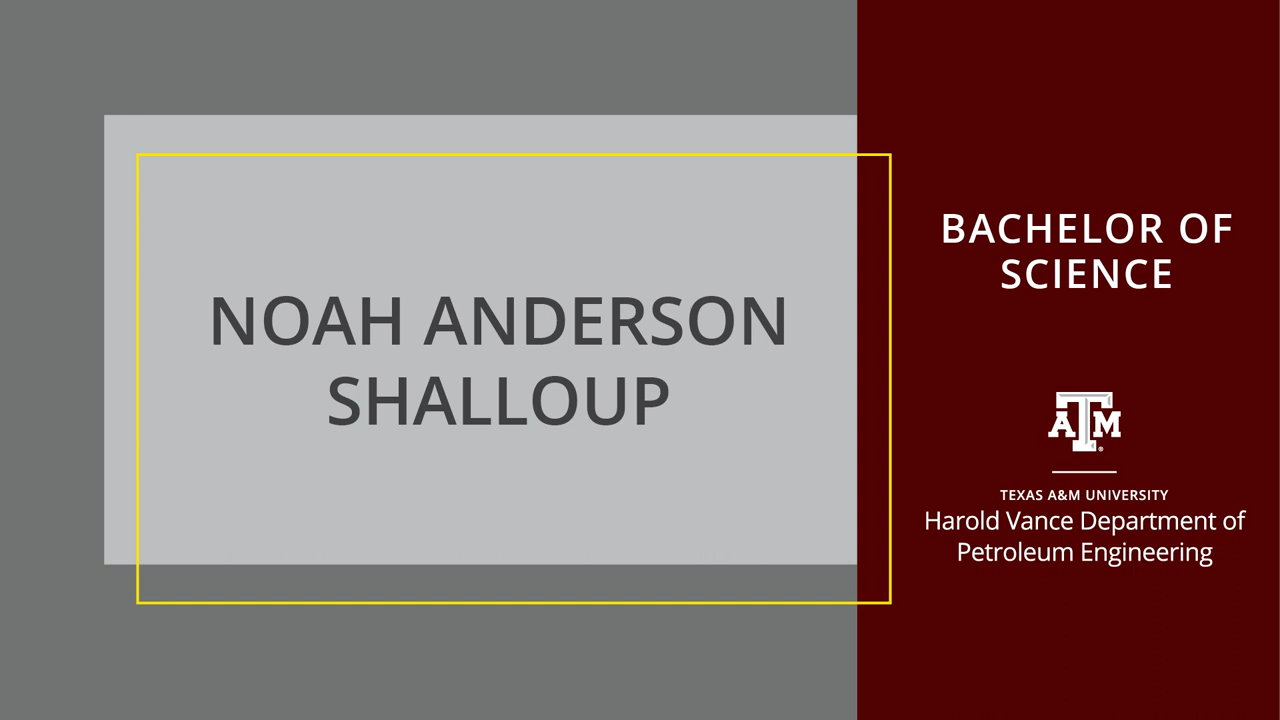 NOAH ANDERSON
SHALLOUP
BACHELOR OF
SCIENCE
ATM®
TEXAS A&M UNIVERSITY
Harold Vance Department of
Petroleum Engineering